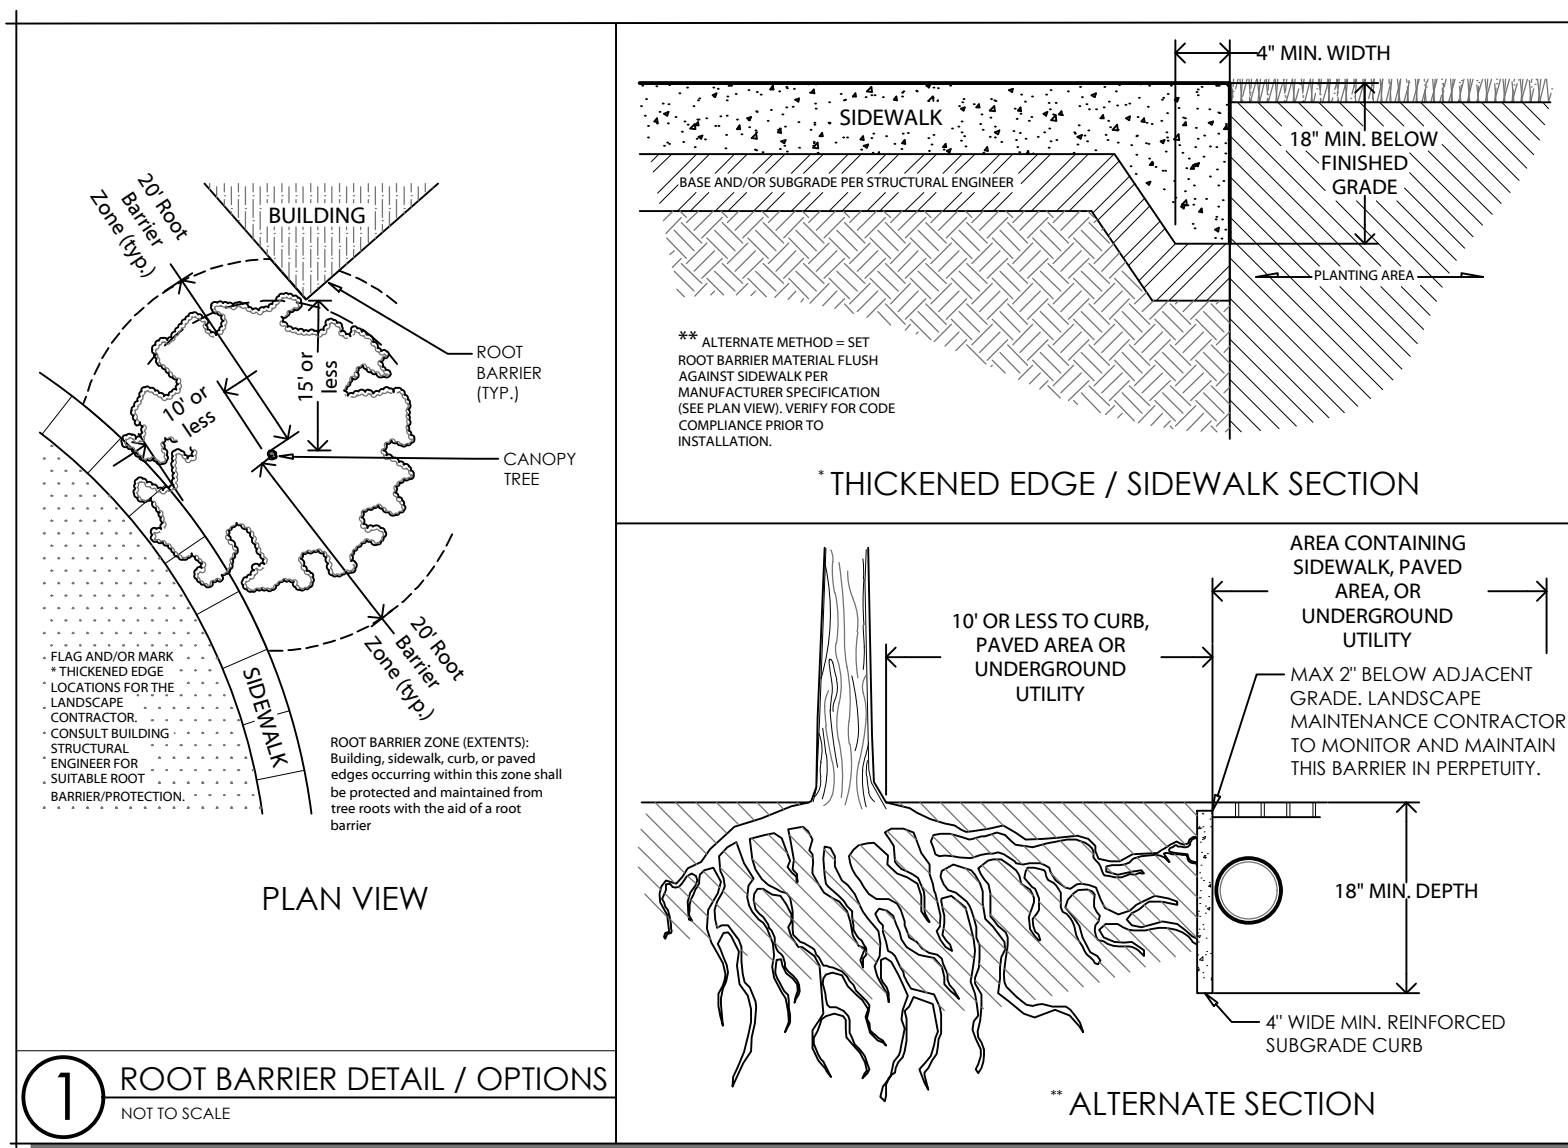 20' Root
Barrier
Zone (typ.)
BUILDING
15' or
less
10' or
less
ROOT
BARRIER
(TYP.)
CANOPY
TREE
20' Root
Barrier
Zone (typ.)
SIDEWALK
FLAG AND/OR MARK
* THICKENED EDGE
LOCATIONS FOR THE
LANDSCAPE
CONTRACTOR.
CONSULT BUILDING
STRUCTURAL
ENGINEER FOR
SUITABLE ROOT
BARRIER/PROTECTION.
ROOT BARRIER ZONE (EXTENTS):
Building, sidewalk, curb, or paved
edges occurring within this zone shall
be protected and maintained from
tree roots with the aid of a root
barrier
PLAN VIEW
1
ROOT BARRIER DETAIL / OPTIONS
NOT TO SCALE
4" MIN. WIDTH
SIDEWALK
18" MIN. BELOW
FINISHED
GRADE
BASE AND/OR SUBGRADE PER STRUCTURAL ENGINEER
PLANTING AREA
** ALTERNATE METHOD = SET
ROOT BARRIER MATERIAL FLUSH
AGAINST SIDEWALK PER
MANUFACTURER SPECIFICATION
(SEE PLAN VIEW). VERIFY FOR CODE
COMPLIANCE PRIOR TO
INSTALLATION.
* THICKENED EDGE / SIDEWALK SECTION
AREA CONTAINING
SIDEWALK, PAVED
AREA, OR
UNDERGROUND
UTILITY
10' OR LESS TO CURB,
PAVED AREA OR
UNDERGROUND
UTILITY
MAX 2" BELOW ADJACENT
GRADE. LANDSCAPE
MAINTENANCE CONTRACTOR
TO MONITOR AND MAINTAIN
THIS BARRIER IN PERPETUITY.
18" MIN. DEPTH
4" WIDE MIN. REINFORCED
SUBGRADE CURB
** ALTERNATE SECTION